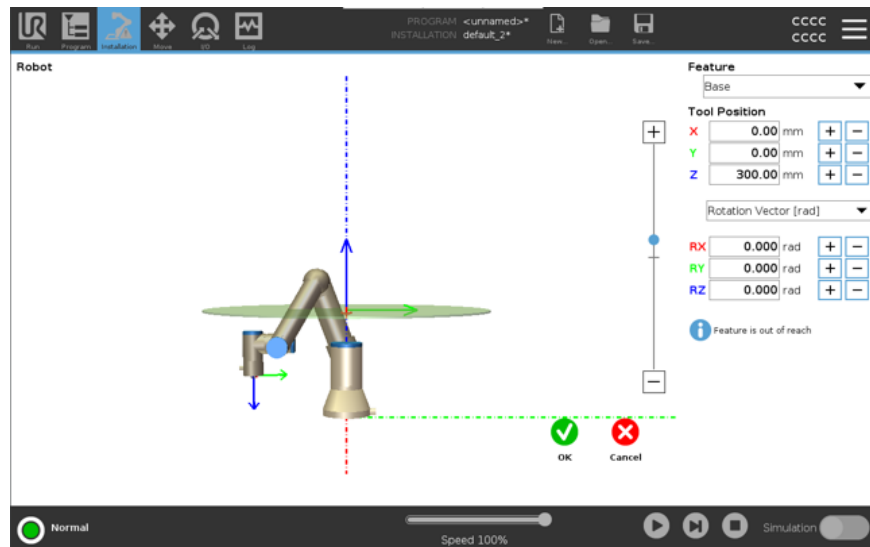 PROGRAM <unnamed>*
INSTALLATION default_2*
Run
Program
Installation
Move
I/O
Log
New...
Open...
Save...
cccc
cccc
Robot
Feature
Base
Tool Position
X 0.00 mm + −
Y 0.00 mm + −
Z 300.00 mm + −
Rotation Vector [rad]
RX 0.000 rad + −
RY 0.000 rad + −
RZ 0.000 rad + −
Feature is out of reach
OK
Cancel
Normal
Speed 100%
Simulation